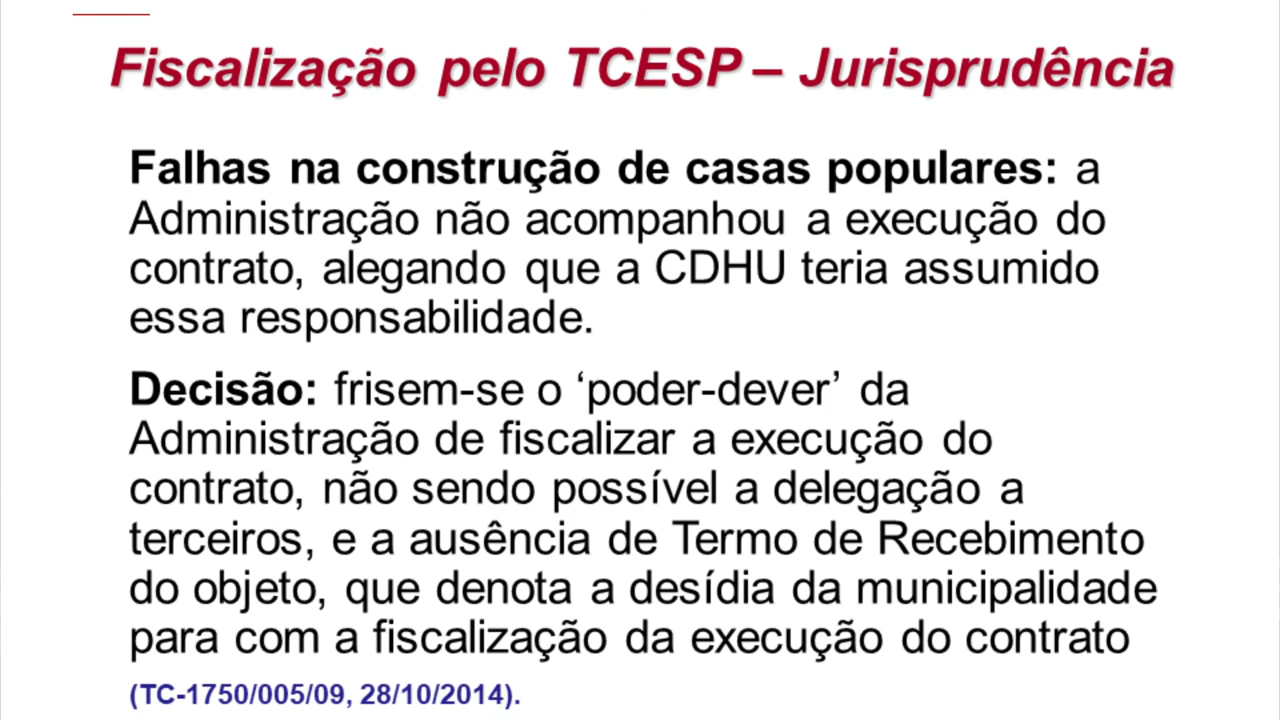 Fiscalização pelo TCESP – Jurisprudência
Falhas na construção de casas populares: a
Administração não acompanhou a execução do
contrato, alegando que a CDHU teria assumido
essa responsabilidade.
Decisão: frisem-se o ‘poder-dever’ da
Administração de fiscalizar a execução do
contrato, não sendo possível a delegação a
terceiros, e a ausência de Termo de Recebimento
do objeto, que denota a desídia da municipalidade
para com a fiscalização da execução do contrato
(TC-1750/005/09, 28/10/2014).